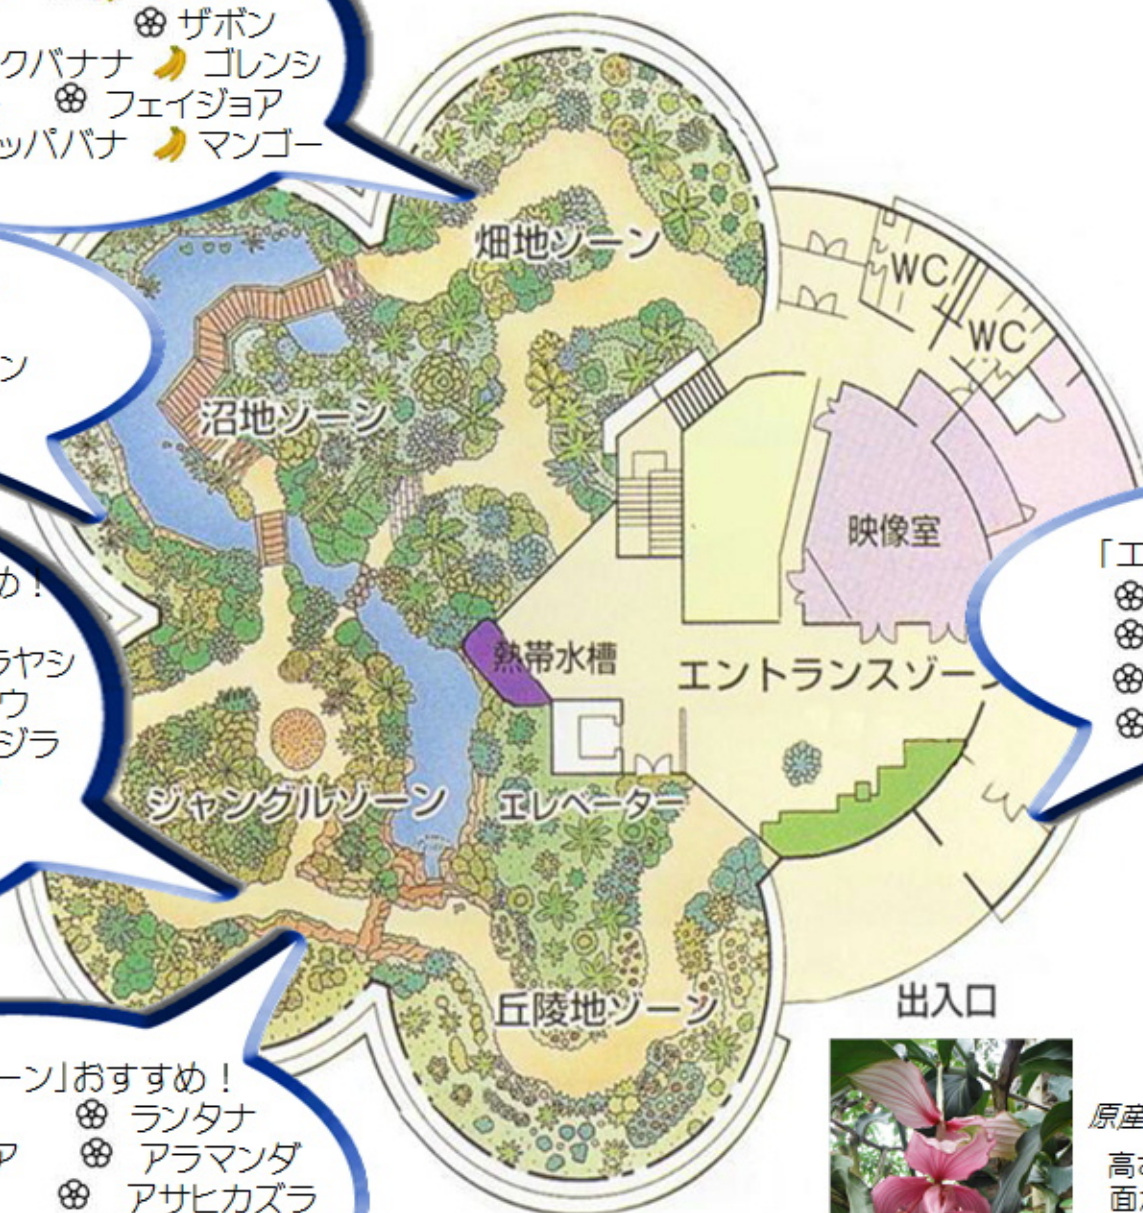 ザボン
クバナナ ゴレンシ
フェイジョア
ッパバナ マンゴー
畑地ゾーン
WC
WC
ン
沼地ゾーン
映像室
め！
「エ
ラヤシ
ウ
ジラ
熱帯水槽
エントランスゾーン
ジャングルゾーン
エレベーター
丘陵地ゾーン
出入口
ーン」おすすめ！
ランタナ
ア アラマンダ
アサヒカズラ
原産
高さ
面